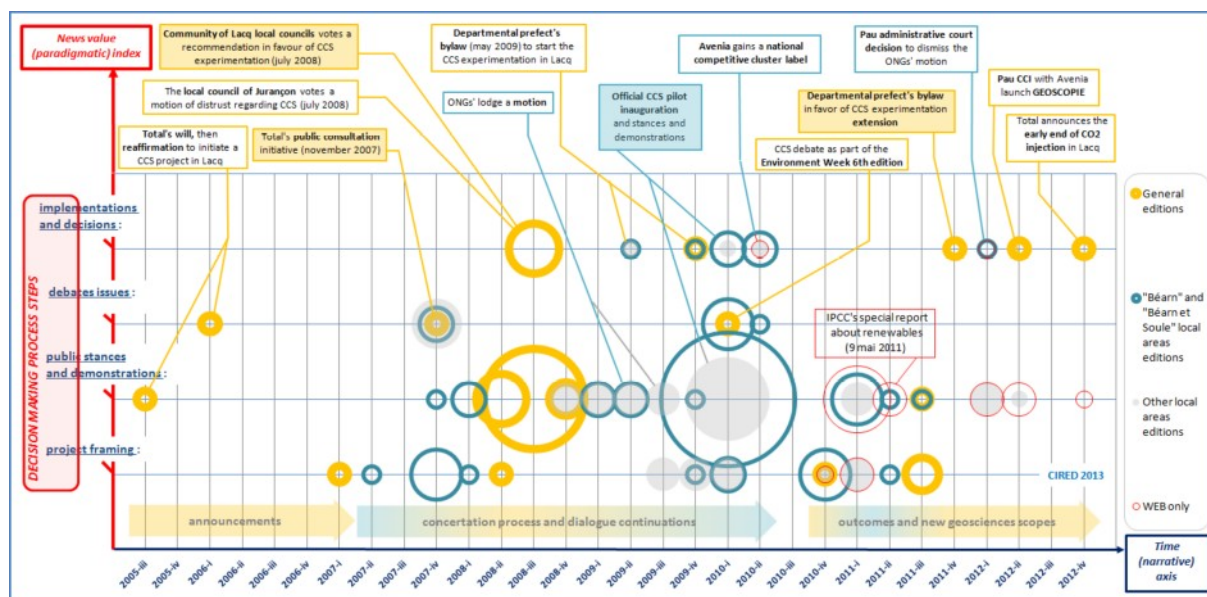 News value
(paradigmatic) index
Community of Lacq local councils votes a
recommendation in favour of CCS
experimentation (july 2008)
The local council of Jurançon votes a
motion of distrust regarding CCS (july 2008)
Total's will, then
reaffirmation to initiate a
CCS project in Lacq
Total's public consultation
initiative (november 2007)
Departmental prefect's
bylaw (may 2009) to start the
CCS experimentation in Lacq
ONGs' lodge a motion
Official CCS pilot
inauguration
and stances and
demonstrations
Avenia gains a national
competitive cluster label
CCS debate as part of the
Environment Week 6th edition
Pau administrative court
decision to dismiss the
ONGs' motion
Departmental prefect's bylaw
in favor of CCS experimentation
extension
Pau CCI with Avenia
launch GEOSCOPIE
Total announces the
early end of CO2
injection in Lacq
DECISION MAKING PROCESS STEPS
implementations
and decisions :
debates issues :
public stances
and demonstrations :
project framing :
IPCC's special report
about renewables
(9 mai 2011)
CIRED 2013
General
editions
"Béarn" and
"Béarn et
Soule" local
areas
editions
Other local
areas
editions
WEB only
announcements
concertation process and dialogue continuations
outcomes and new geosciences scopes
2005-iii
2005-iv
2006-i
2006-ii
2006-iii
2006-iv
2007-i
2007-ii
2007-iii
2007-iv
2008-i
2008-ii
2008-iii
2008-iv
2009-i
2009-ii
2009-iii
2009-iv
2010-i
2010-ii
2010-iii
2010-iv
2011-i
2011-ii
2011-iii
2011-iv
2012-i
2012-ii
2012-iii
2012-iv
Time
(narrative)
axis